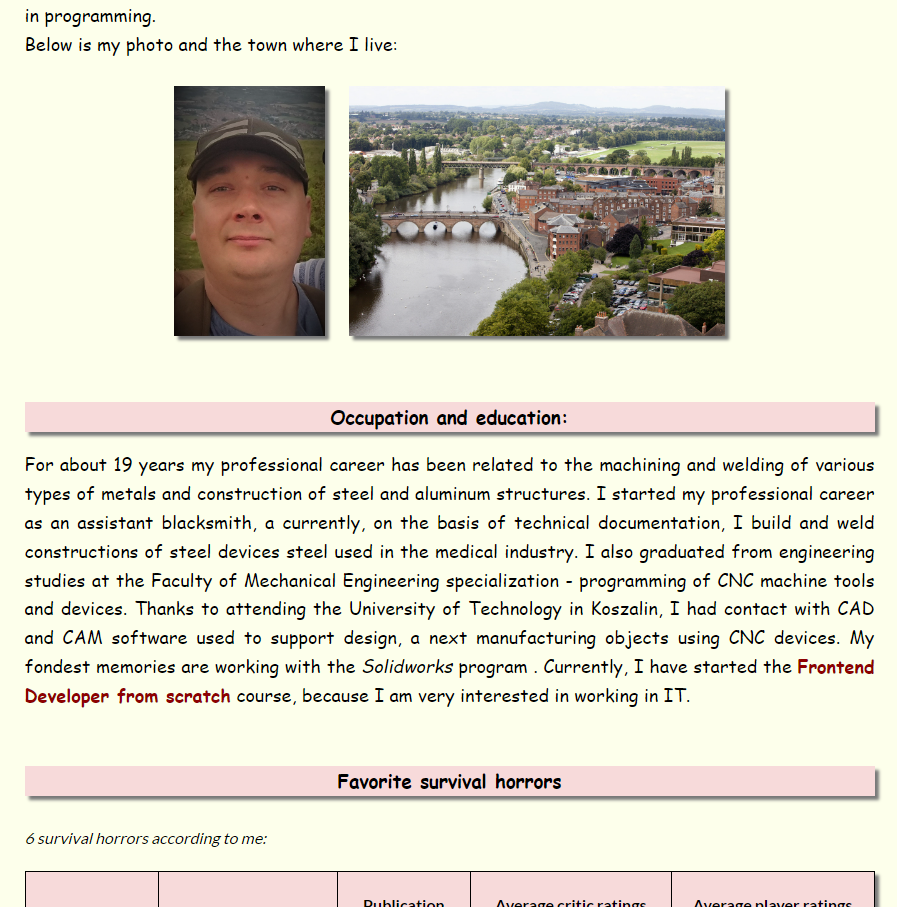 in programming.
Below is my photo and the town where I live:
Occupation and education:
For about 19 years my professional career has been related to the machining and welding of various
types of metals and construction of steel and aluminum structures. I started my professional career
as an assistant blacksmith, a currently, on the basis of technical documentation, I build and weld
constructions of steel devices steel used in the medical industry. I also graduated from engineering
studies at the Faculty of Mechanical Engineering specialization - programming of CNC machine tools
and devices. Thanks to attending the University of Technology in Koszalin, I had contact with CAD
and CAM software used to support design, a next manufacturing objects using CNC devices. My
fondest memories are working with the Solidworks program . Currently, I have started the Frontend
Developer from scratch course, because I am very interested in working in IT.
Favorite survival horrors
6 survival horrors according to me:
Publication Average critic ratings Average player ratings